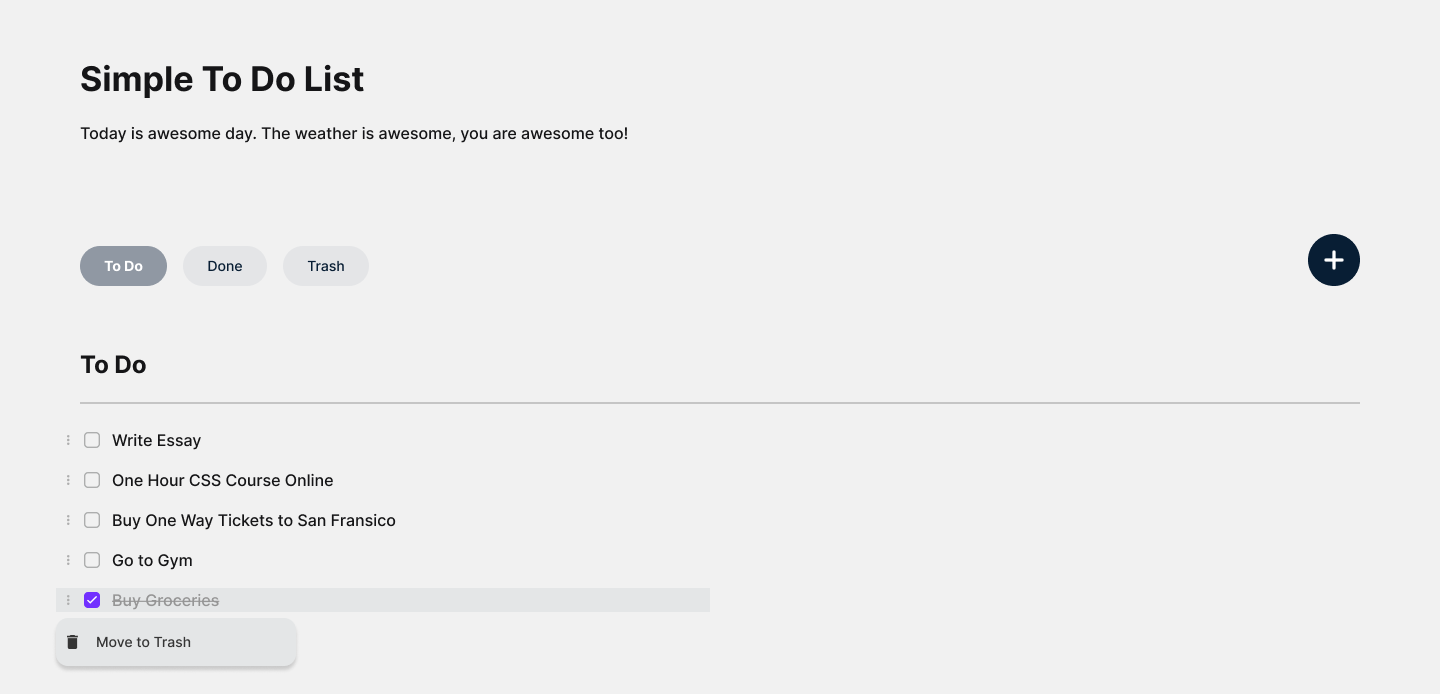 Simple To Do List
Today is awesome day. The weather is awesome, you are awesome too!
To Do
Done
Trash
To Do
Write Essay
One Hour CSS Course Online
Buy One Way Tickets to San Fransico
Go to Gym
Buy Groceries
Move to Trash